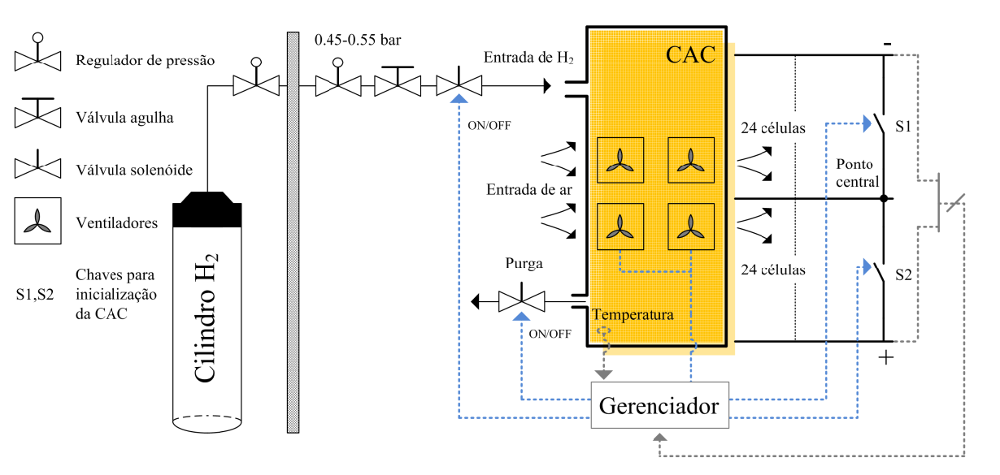 Regulador de pressão
Válvula agulha
Válvula solenóide
Ventiladores
S1,S2
Chaves para
inicialização
da CAC
Cilindro H₂
0.45-0.55 bar
Entrada de H₂
ON/OFF
Entrada de ar
Purga
ON/OFF
CAC
Temperatura
Gerenciador
24 células
Ponto
central
24 células
-
S1
S2
+